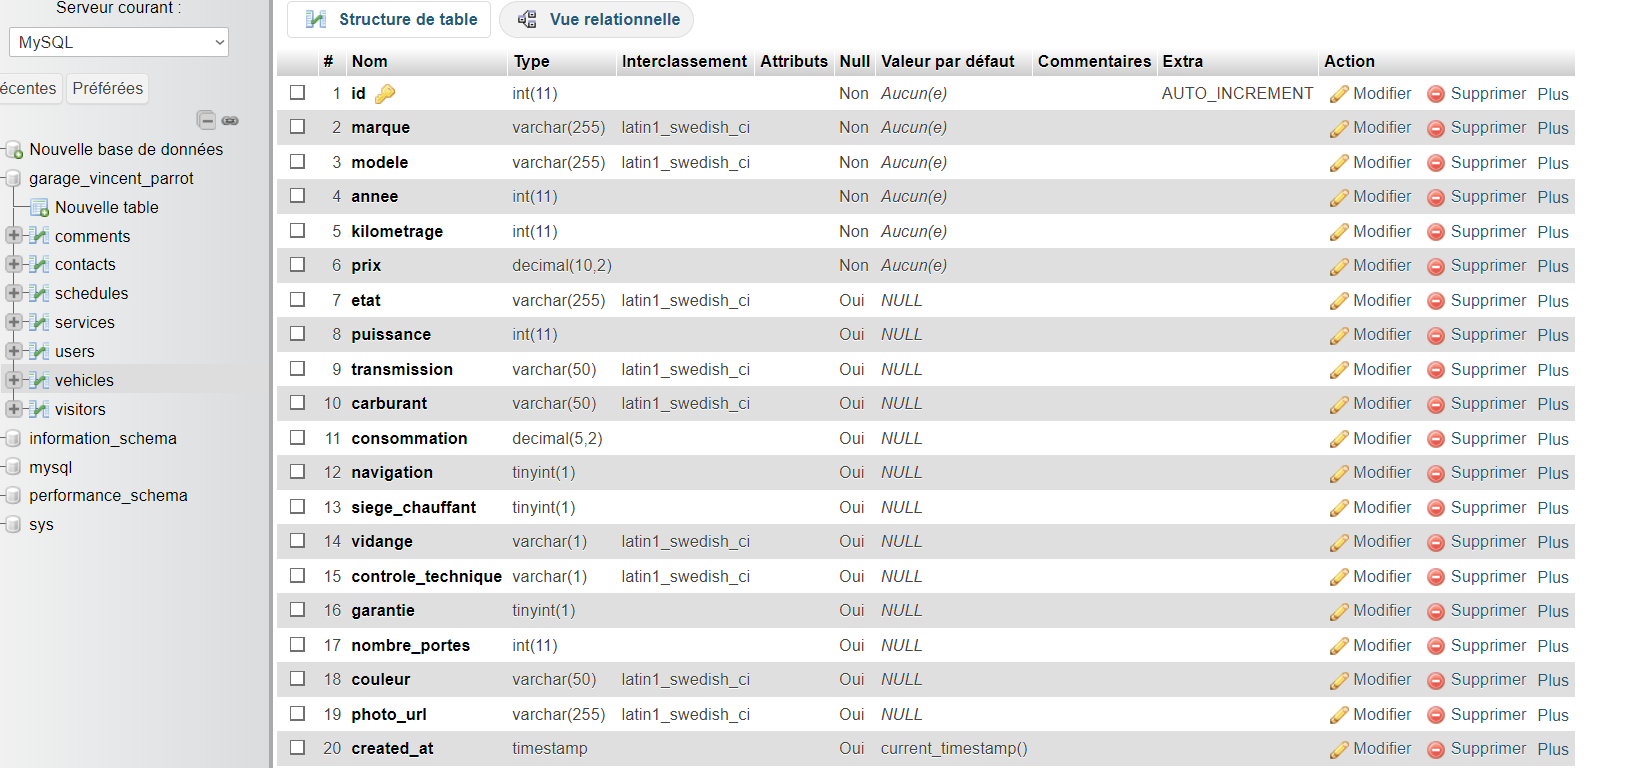 Serveur courant :
MySQL
écentes Préférées
Nouvelle base de données
garage_vincent_parrot
Nouvelle table
comments
contacts
schedules
services
users
vehicles
visitors
information_schema
mysql
performance_schema
sys
Structure de table Vue relationnelle
# Nom Type Interclassement Attributs Null Valeur par défaut Commentaires Extra Action
1 id int(11) Non Aucun(e) AUTO_INCREMENT Modifier Supprimer Plus
2 marque varchar(255) latin1_swedish_ci Non Aucun(e) Modifier Supprimer Plus
3 modele varchar(255) latin1_swedish_ci Non Aucun(e) Modifier Supprimer Plus
4 annee int(11) Non Aucun(e) Modifier Supprimer Plus
5 kilometrage int(11) Non Aucun(e) Modifier Supprimer Plus
6 prix decimal(10,2) Non Aucun(e) Modifier Supprimer Plus
7 etat varchar(255) latin1_swedish_ci Oui NULL Modifier Supprimer Plus
8 puissance int(11) Oui NULL Modifier Supprimer Plus
9 transmission varchar(50) latin1_swedish_ci Oui NULL Modifier Supprimer Plus
10 carburant varchar(50) latin1_swedish_ci Oui NULL Modifier Supprimer Plus
11 consommation decimal(5,2) Oui NULL Modifier Supprimer Plus
12 navigation tinyint(1) Oui NULL Modifier Supprimer Plus
13 siege_chauffant tinyint(1) Oui NULL Modifier Supprimer Plus
14 vidange varchar(1) latin1_swedish_ci Oui NULL Modifier Supprimer Plus
15 controle_technique varchar(1) latin1_swedish_ci Oui NULL Modifier Supprimer Plus
16 garantie tinyint(1) Oui NULL Modifier Supprimer Plus
17 nombre_portes int(11) Oui NULL Modifier Supprimer Plus
18 couleur varchar(50) latin1_swedish_ci Oui NULL Modifier Supprimer Plus
19 photo_url varchar(255) latin1_swedish_ci Oui NULL Modifier Supprimer Plus
20 created_at timestamp Oui current_timestamp() Modifier Supprimer Plus